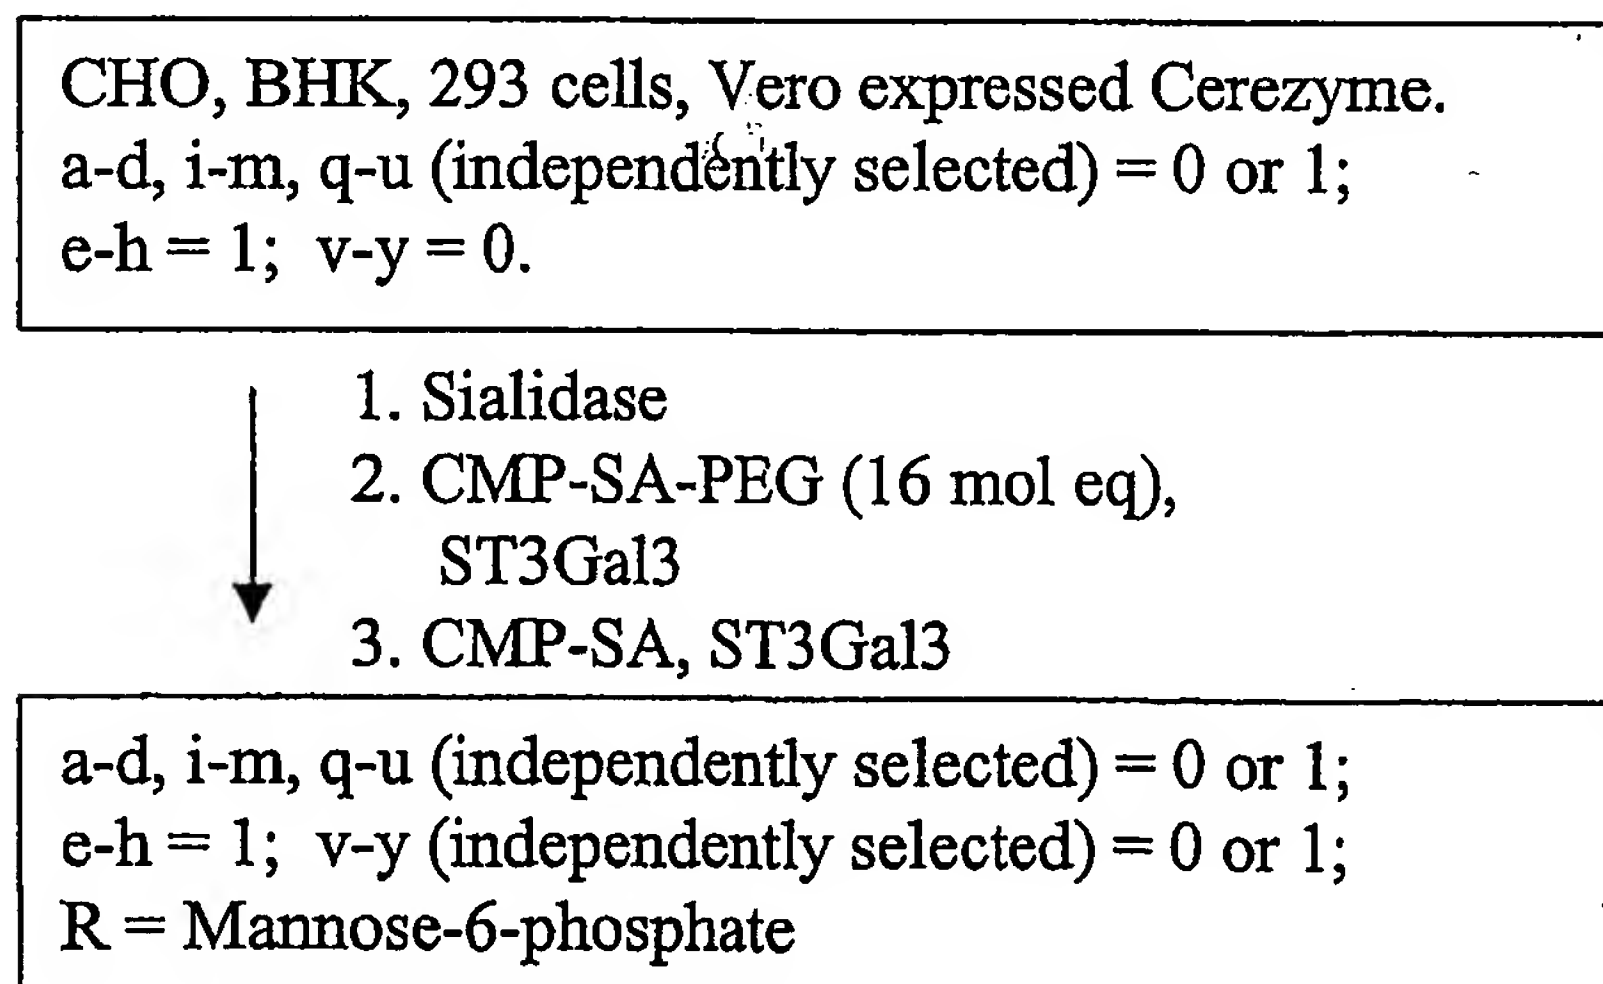 CHO, BHK, 293 cells, Vero expressed Cerezyme.
a-d, i-m, q-u (independently selected) = 0 or 1;
e-h = 1; v-y = 0.
1. Sialidase
2. CMP-SA-PEG (16 mol eq),
ST3Gal3
3. CMP-SA, ST3Gal3
a-d, i-m, q-u (independently selected) = 0 or 1;
e-h = 1; v-y (independently selected) = 0 or 1;
R = Mannose-6-phosphate